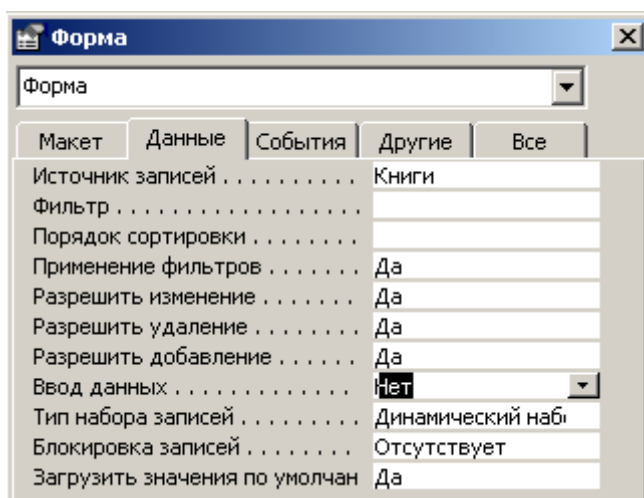 Форма
Форма
Макет Данные События Другие Все
Источник записей . . . . . . . . . . Книги
Фильтр . . . . . . . . . . . . . . . . . .
Порядок сортировки . . . . . . . .
Применение фильтров . . . . . . . Да
Разрешить изменение . . . . . . . Да
Разрешить удаление . . . . . . . . Да
Разрешить добавление . . . . . . Да
Ввод данных . . . . . . . . . . . . . Нет
Тип набора записей . . . . . . . . . Динамический наб
Блокировка записей . . . . . . . . Отсутствует
Загрузить значения по умолчан Да